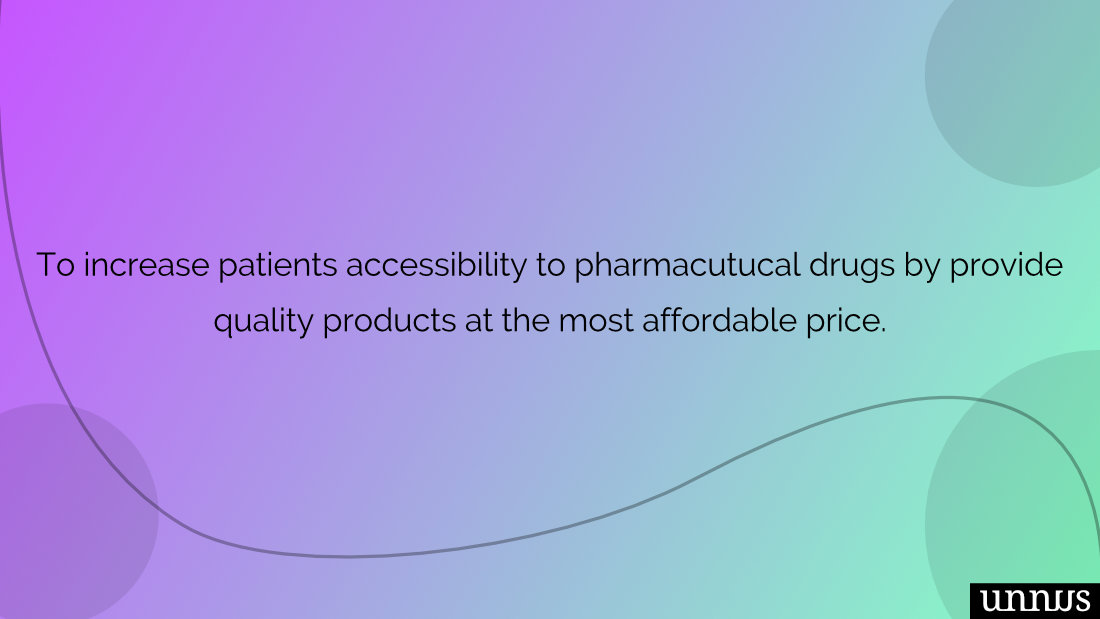 To increase patients accessibility to pharmacutucal drugs by provide
quality products at the most affordable price.
unnus